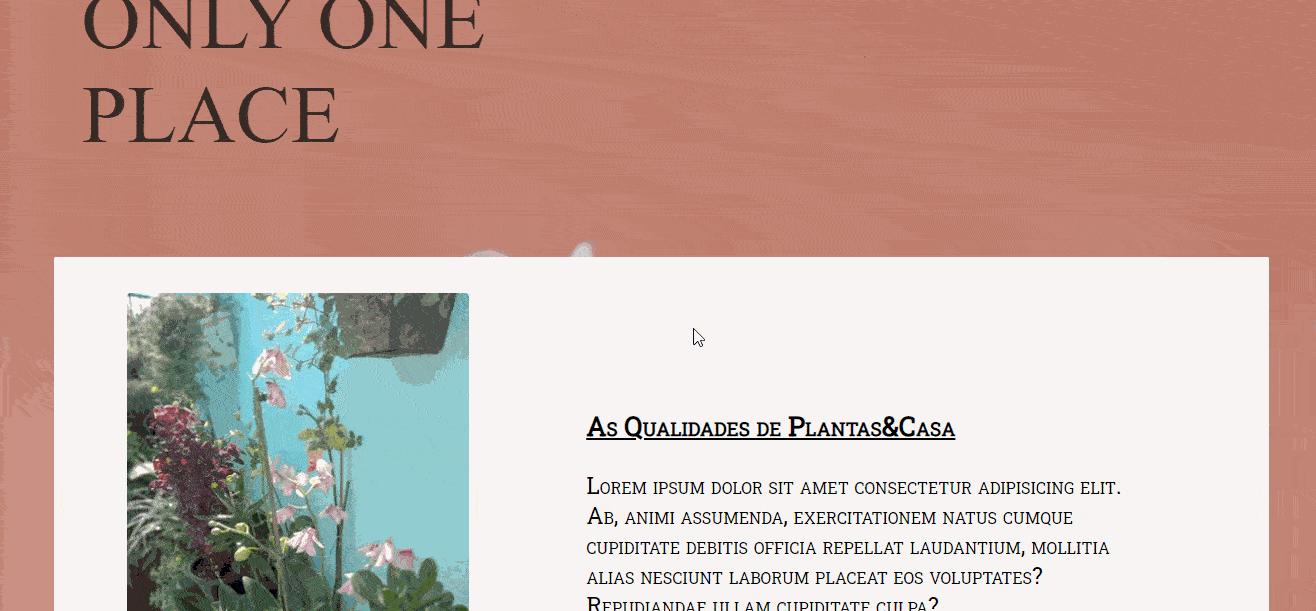 ONLY ONE
PLACE
As Qualidades de Plantas&Casa
Lorem ipsum dolor sit amet consectetur adipisicing elit.
Ab, animi assumenda, exercitationem natus cumque
cupiditate debitis officia repellat laudantium, mollitia
alias nesciunt laborum placeat eos voluptates?
Repudiandae ullam cupiditate culpa?